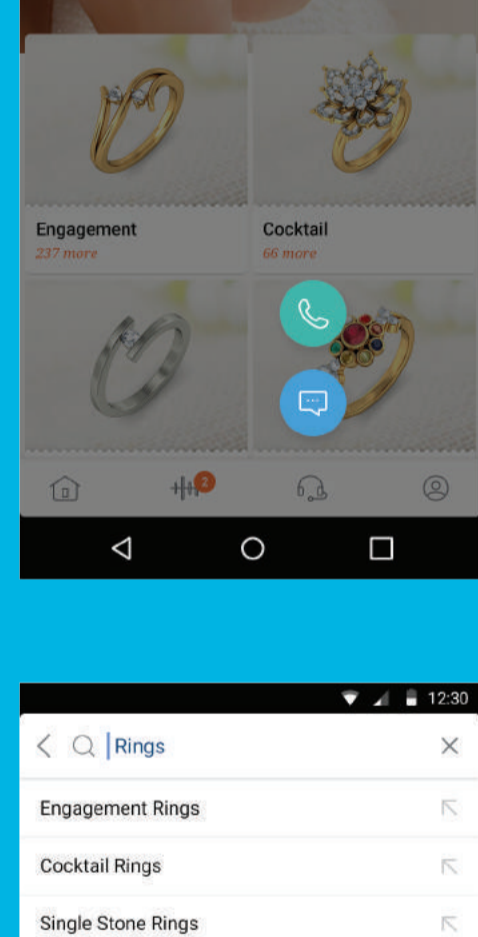 Engagement
237 more
Cocktail
66 more
2
12:30
Rings
Engagement Rings
Cocktail Rings
Single Stone Rings